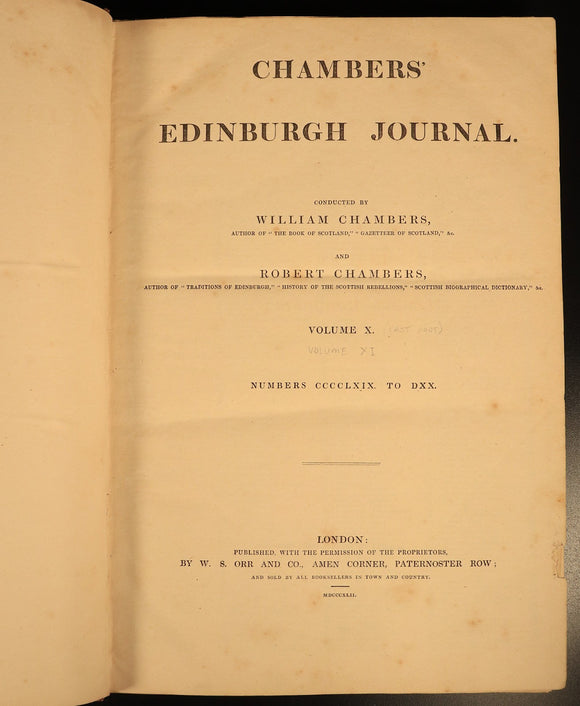 CHAMBERS'
EDINBURGH JOURNAL.
CONDUCTED BY
WILLIAM CHAMBERS,
AUTHOR OF "THE BOOK OF SCOTLAND," "GAZETTEER OF SCOTLAND," &c.
AND
ROBERT CHAMBERS,
AUTHOR OF "TRADITIONS OF EDINBURGH," "HISTORY OF THE SCOTTISH REBELLIONS," "SCOTTISH BIOGRAPHICAL DICTIONARY," &c.
VOLUME X.
VOLUME XI
NUMBERS CCCCLXIX. TO DXX.
LONDON:
PUBLISHED, WITH THE PERMISSION OF THE PROPRIETORS,
BY W. S. ORR AND CO., AMEN CORNER, PATERNOSTER ROW;
AND SOLD BY ALL BOOKSELLERS IN TOWN AND COUNTRY.
MDCCCXLII.